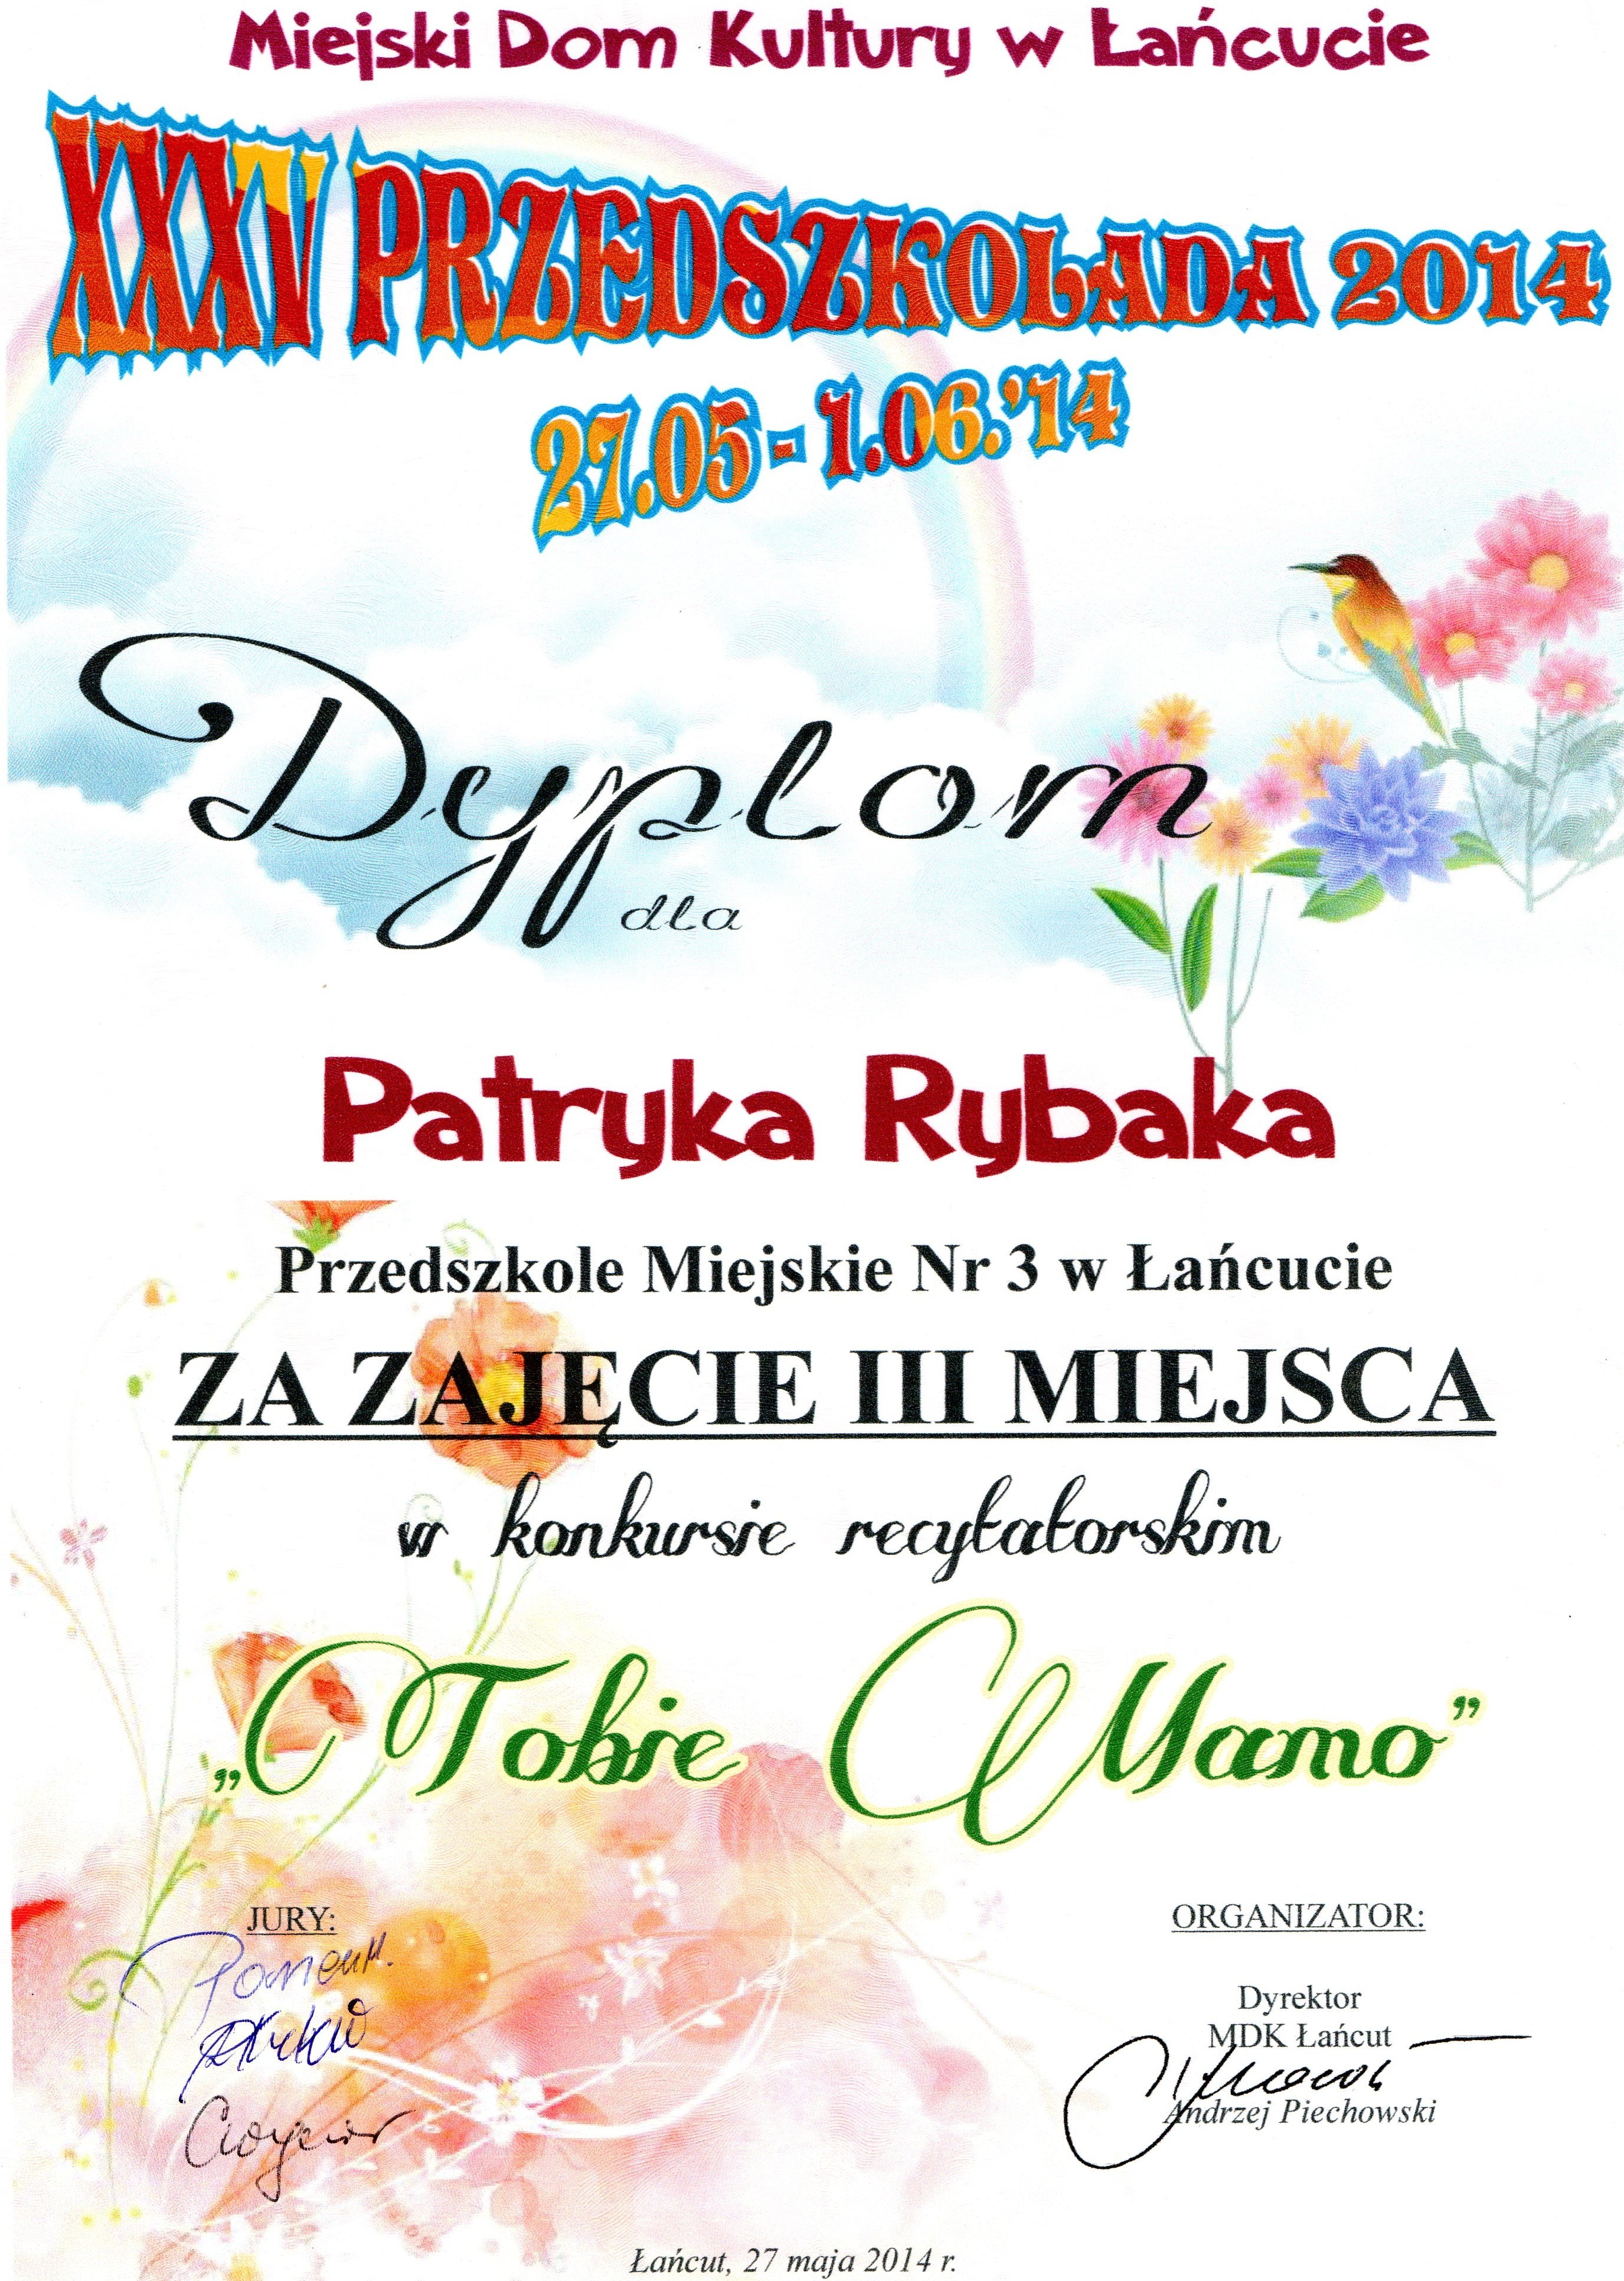 Miejski Dom Kultury w Łańcucie
XXXV PRZEDSZKOLADA 2014
27.05 - 1.06.'14
Dyplom
dla
Patryka Rybaka
Przedszkole Miejskie Nr 3 w Łańcucie
ZA ZAJĘCIE III MIEJSCA
w konkursie recytatorskim
„Tobie Mamo”
JURY:
ORGANIZATOR:
Dyrektor
MDK Łańcut
Andrzej Piechowski
Łańcut, 27 maja 2014 r.